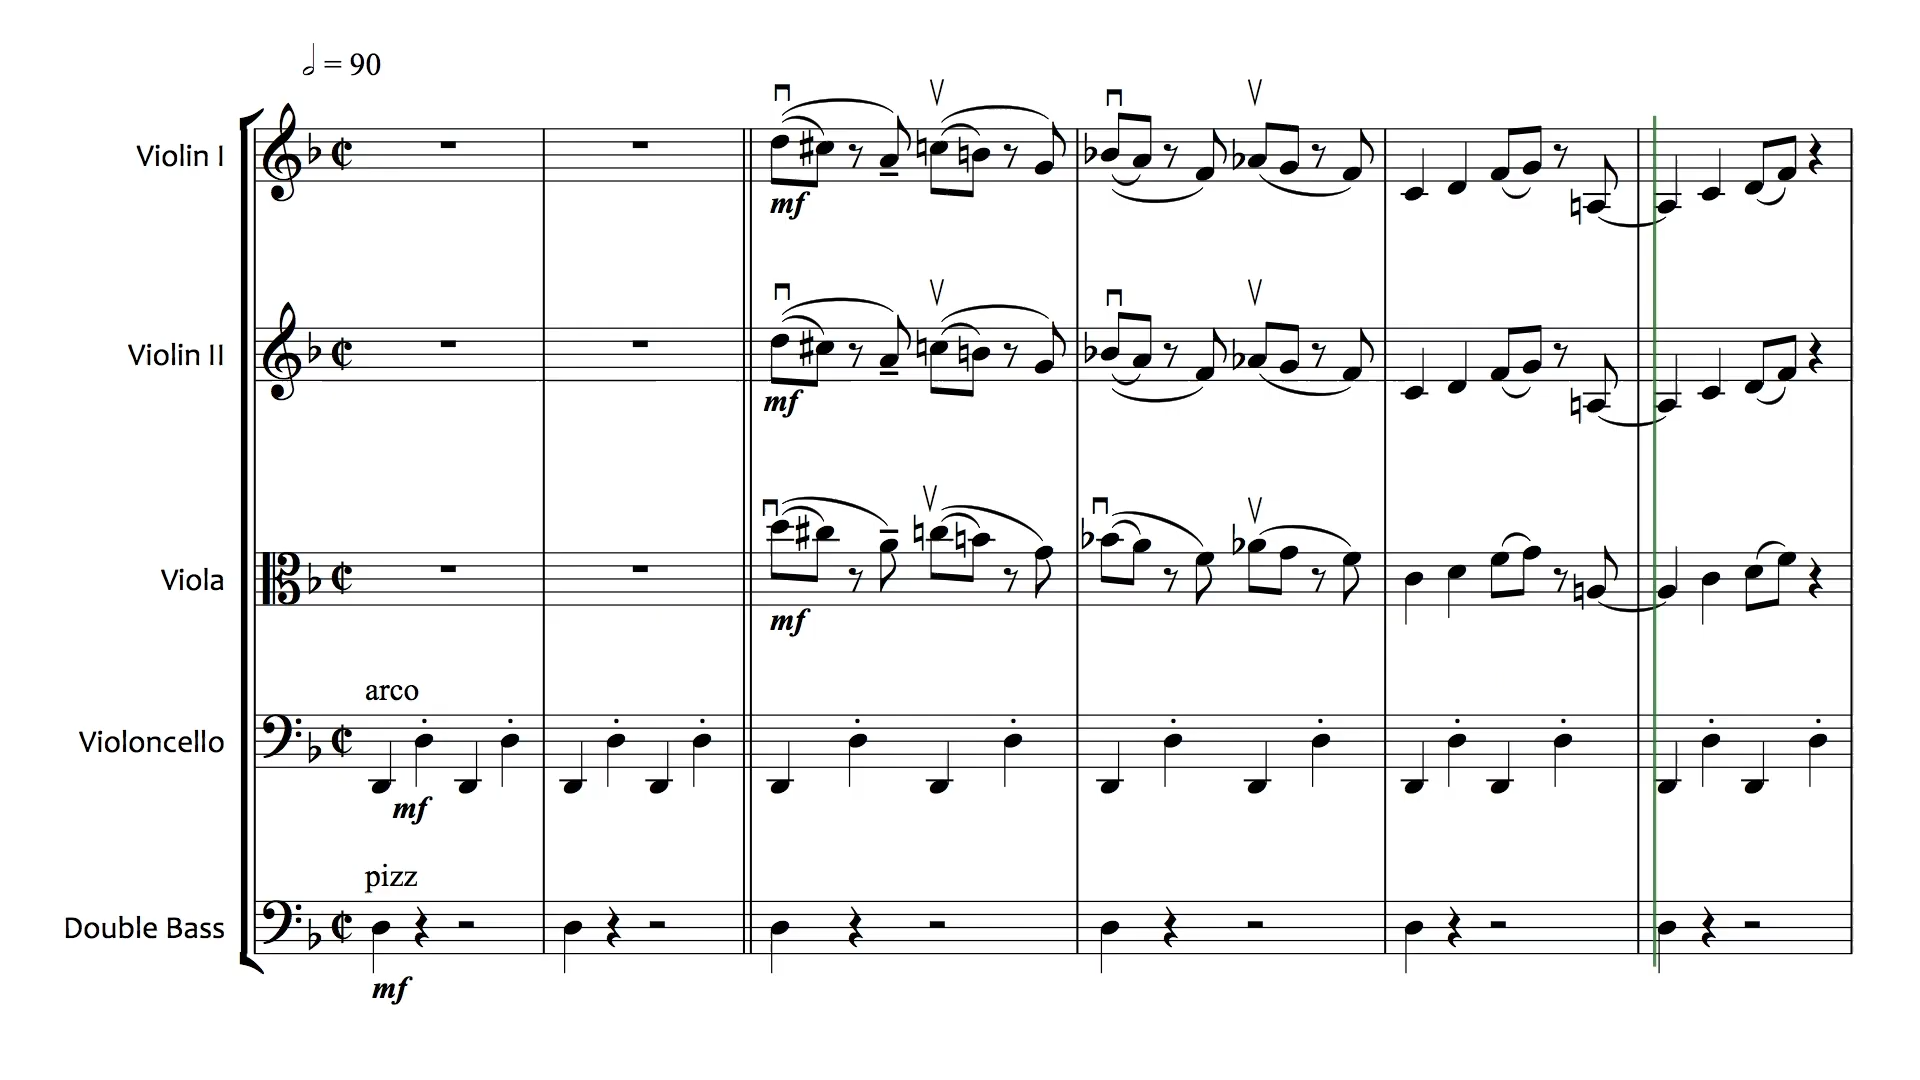 𝅗𝅥 = 90
Violin I
mf
Violin II
mf
Viola
mf
arco
Violoncello
mf
pizz
Double Bass
mf